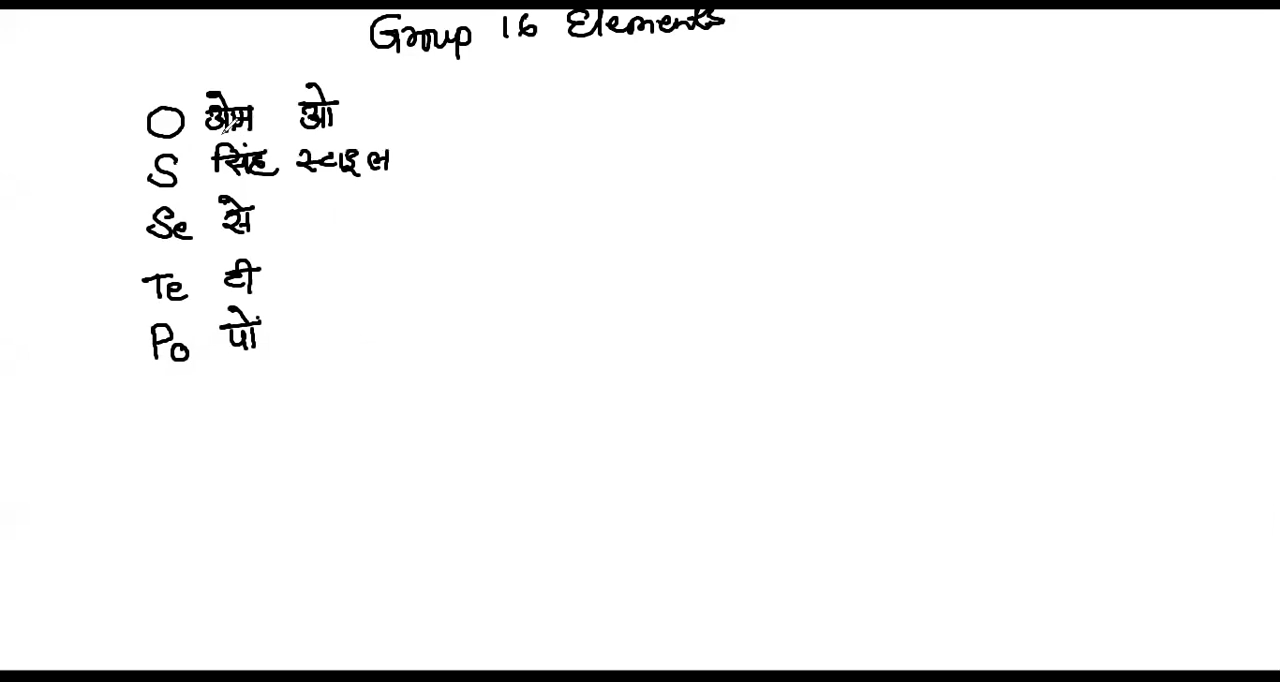 Group 16 Elements
O ओम ओ
S सिंह स्टाइल
Se से
Te टी
Po पों